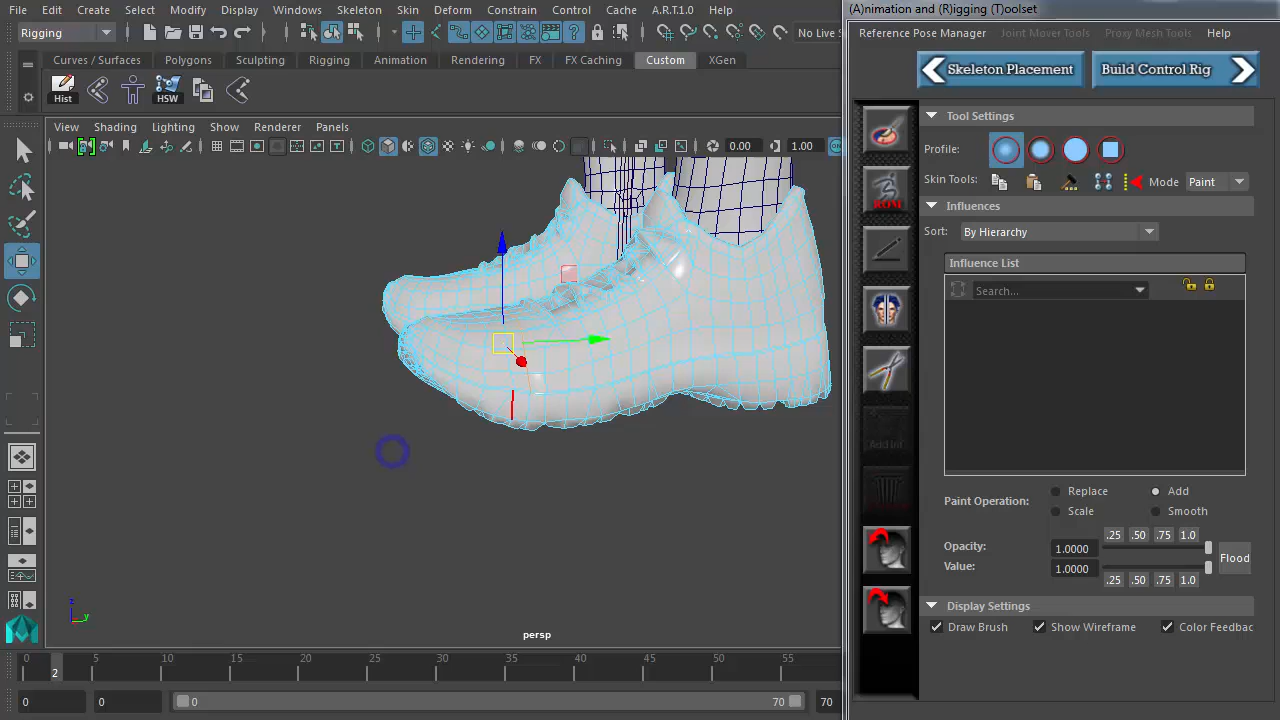 (A)nimation and (R)igging (T)oolset
File Edit Create Select Modify Display Windows Skeleton Skin Deform Constrain Control Cache A.R.T.1.0 Help
Reference Pose Manager Joint Mover Tools Proxy Mesh Tools Help
Rigging No Live S
Curves / Surfaces Polygons Sculpting Rigging Animation Rendering FX FX Caching Custom XGen
Skeleton Placement Build Control Rig
Hist HSW
Tool Settings
View Shading Lighting Show Renderer Panels
0.00 1.00
Profile:
Skin Tools: Mode Paint
ROM
Influences
Sort: By Hierarchy
Influence List
Search...
Add Inf
Paint Operation: Replace Add
Scale Smooth
.25 .50 .75 1.0
Opacity: 1.0000
Value: 1.0000
Flood
.25 .50 .75 1.0
Display Settings
Draw Brush Show Wireframe Color Feedbac
z
y
persp
0 2 5 10 15 20 25 30 35 40 45 50 55
0 0 0 70 70